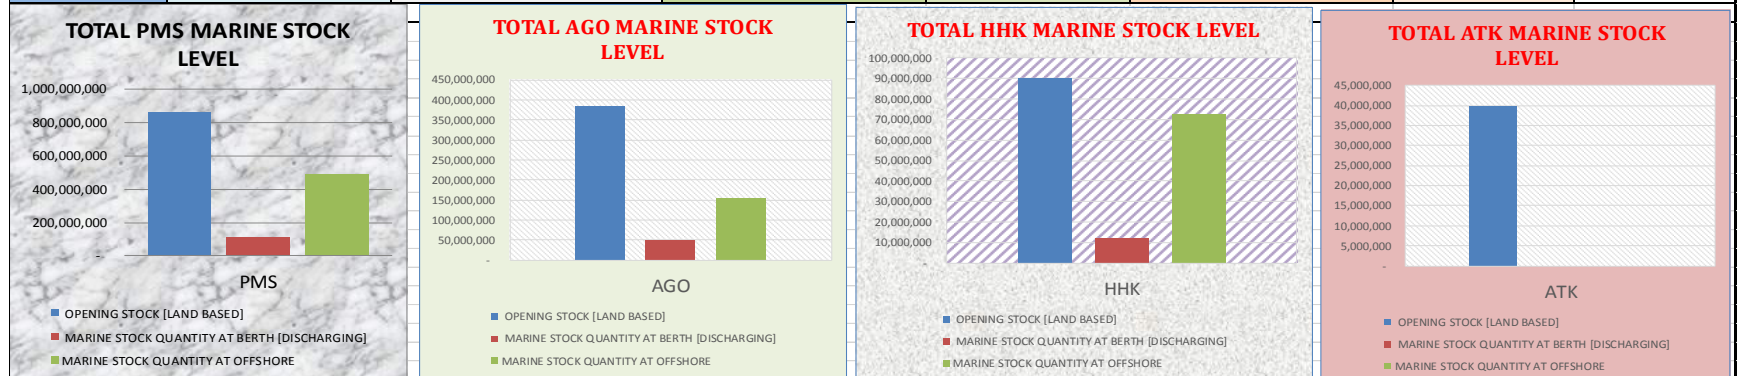 TOTAL PMS MARINE STOCK
LEVEL
1,000,000,000
800,000,000
600,000,000
400,000,000
200,000,000
-
PMS
OPENING STOCK [LAND BASED]
MARINE STOCK QUANTITY AT BERTH [DISCHARGING]
MARINE STOCK QUANTITY AT OFFSHORE
TOTAL AGO MARINE STOCK
LEVEL
450,000,000
400,000,000
350,000,000
300,000,000
250,000,000
200,000,000
150,000,000
100,000,000
50,000,000
-
AGO
OPENING STOCK [LAND BASED]
MARINE STOCK QUANTITY AT BERTH [DISCHARGING]
MARINE STOCK QUANTITY AT OFFSHORE
TOTAL HHK MARINE STOCK LEVEL
100,000,000
90,000,000
80,000,000
70,000,000
60,000,000
50,000,000
40,000,000
30,000,000
20,000,000
10,000,000
-
HHK
OPENING STOCK [LAND BASED]
MARINE STOCK QUANTITY AT BERTH [DISCHARGING]
MARINE STOCK QUANTITY AT OFFSHORE
TOTAL ATK MARINE STOCK
LEVEL
45,000,000
40,000,000
35,000,000
30,000,000
25,000,000
20,000,000
15,000,000
10,000,000
5,000,000
-
ATK
OPENING STOCK [LAND BASED]
MARINE STOCK QUANTITY AT BERTH [DISCHARGING]
MARINE STOCK QUANTITY AT OFFSHORE